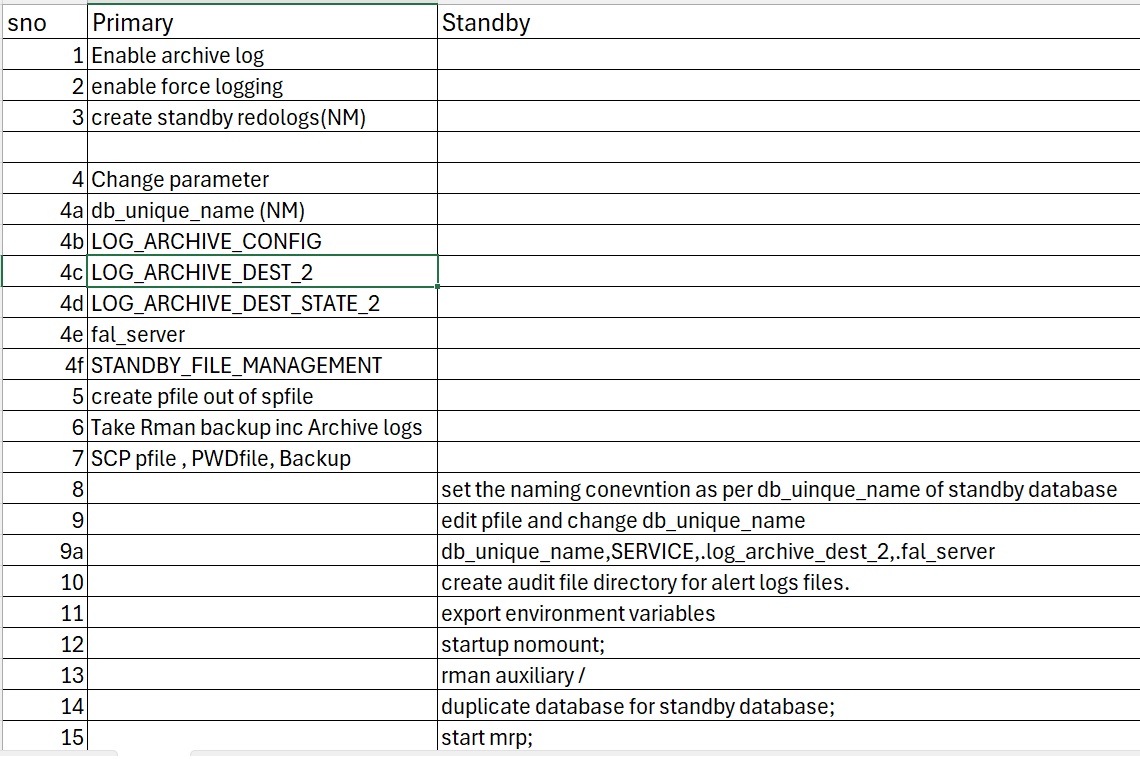 sno Primary Standby
1 Enable archive log
2 enable force logging
3 create standby redologs(NM)
4 Change parameter
4a db_unique_name (NM)
4b LOG_ARCHIVE_CONFIG
4c LOG_ARCHIVE_DEST_2
4d LOG_ARCHIVE_DEST_STATE_2
4e fal_server
4f STANDBY_FILE_MANAGEMENT
5 create pfile out of spfile
6 Take Rman backup inc Archive logs
7 SCP pfile , PWDfile, Backup
8 set the naming conevntion as per db_uinque_name of standby database
9 edit pfile and change db_unique_name
9a db_unique_name,SERVICE,.log_archive_dest_2,.fal_server
10 create audit file directory for alert logs files.
11 export environment variables
12 startup nomount;
13 rman auxiliary /
14 duplicate database for standby database;
15 start mrp;